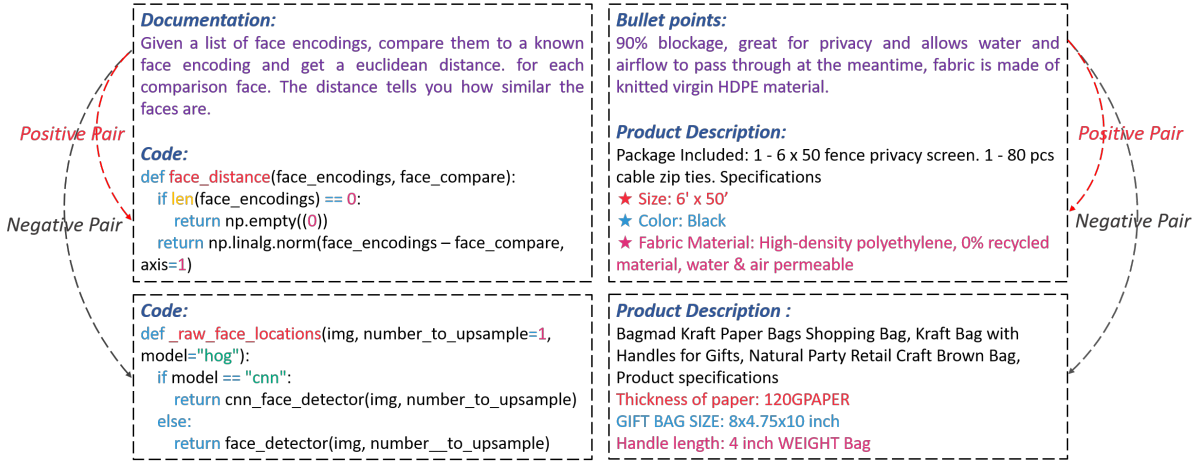 Documentation:
Given a list of face encodings, compare them to a known
face encoding and get a euclidean distance. for each
comparison face. The distance tells you how similar the
faces are.
Code:
def face_distance(face_encodings, face_compare):
if len(face_encodings) == 0:
return np.empty((0))
return np.linalg.norm(face_encodings – face_compare,
axis=1)
Positive Pair
Negative Pair
Code:
def _raw_face_locations(img, number_to_upsample=1,
model="hog"):
if model == "cnn":
return cnn_face_detector(img, number_to_upsample)
else:
return face_detector(img, number__to_upsample)
Bullet points:
90% blockage, great for privacy and allows water and
airflow to pass through at the meantime, fabric is made of
knitted virgin HDPE material.
Product Description:
Package Included: 1 - 6 x 50 fence privacy screen. 1 - 80 pcs
cable zip ties. Specifications
★ Size: 6' x 50’
★ Color: Black
★ Fabric Material: High-density polyethylene, 0% recycled
material, water & air permeable
Positive Pair
Negative Pair
Product Description :
Bagmad Kraft Paper Bags Shopping Bag, Kraft Bag with
Handles for Gifts, Natural Party Retail Craft Brown Bag,
Product specifications
Thickness of paper: 120GPAPER
GIFT BAG SIZE: 8x4.75x10 inch
Handle length: 4 inch WEIGHT Bag